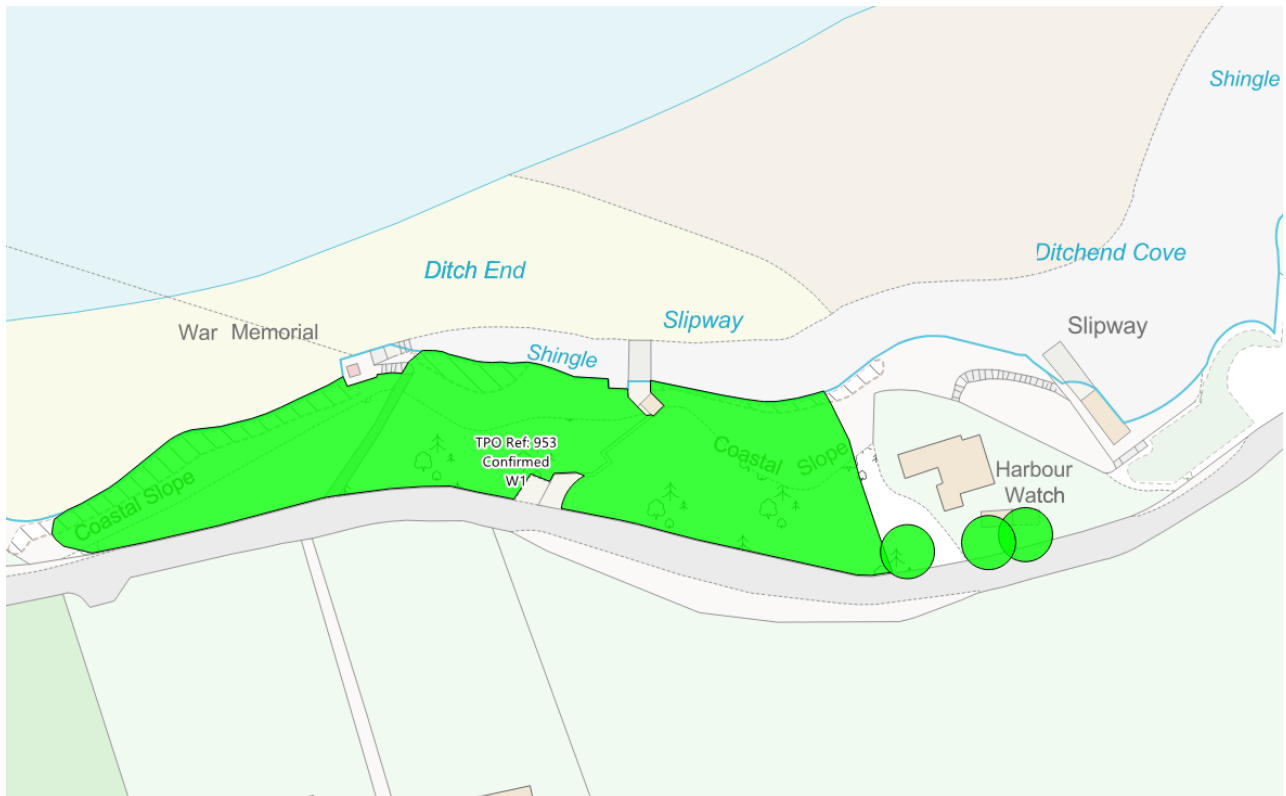 Shingle
Ditchend Cove
Ditch End
Slipway
Slipway
War Memorial
Shingle
TPO Ref: 953
Confirmed
W1
Coastal Slope
Coastal Slope
Harbour
Watch